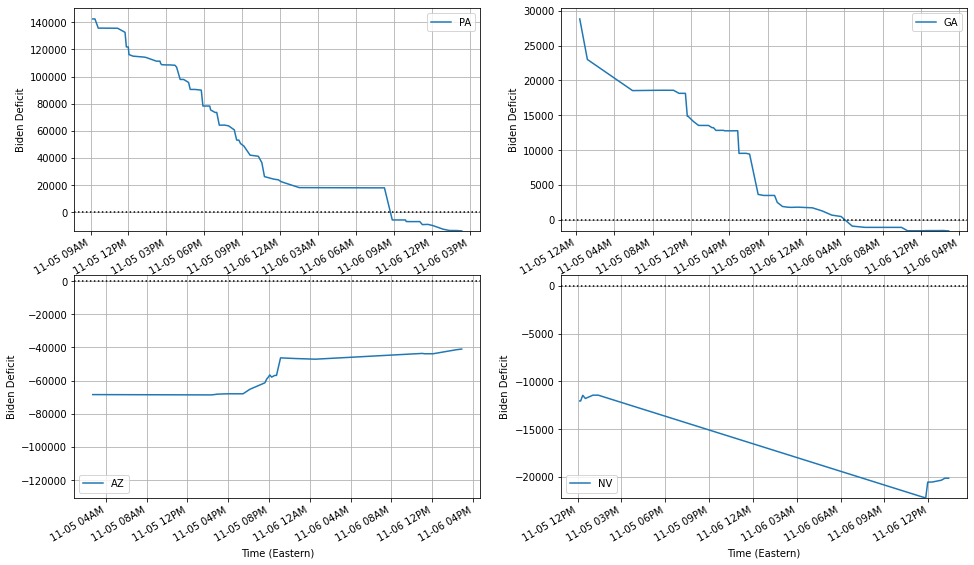 PA
Biden Deficit
140000
120000
100000
80000
60000
40000
20000
0
11-05 09AM
11-05 12PM
11-05 03PM
11-05 06PM
11-05 09PM
11-06 12AM
11-06 03AM
11-06 06AM
11-06 09AM
11-06 12PM
11-06 03PM
GA
Biden Deficit
30000
25000
20000
15000
10000
5000
0
11-05 12AM
11-05 04AM
11-05 08AM
11-05 12PM
11-05 04PM
11-05 08PM
11-06 12AM
11-06 04AM
11-06 08AM
11-06 12PM
11-06 04PM
AZ
Biden Deficit
0
−20000
−40000
−60000
−80000
−100000
−120000
11-05 04AM
11-05 08AM
11-05 12PM
11-05 04PM
11-05 08PM
11-06 12AM
11-06 04AM
11-06 08AM
11-06 12PM
11-06 04PM
Time (Eastern)
NV
Biden Deficit
0
−5000
−10000
−15000
−20000
11-05 12PM
11-05 03PM
11-05 06PM
11-05 09PM
11-06 12AM
11-06 03AM
11-06 06AM
11-06 09AM
11-06 12PM
Time (Eastern)